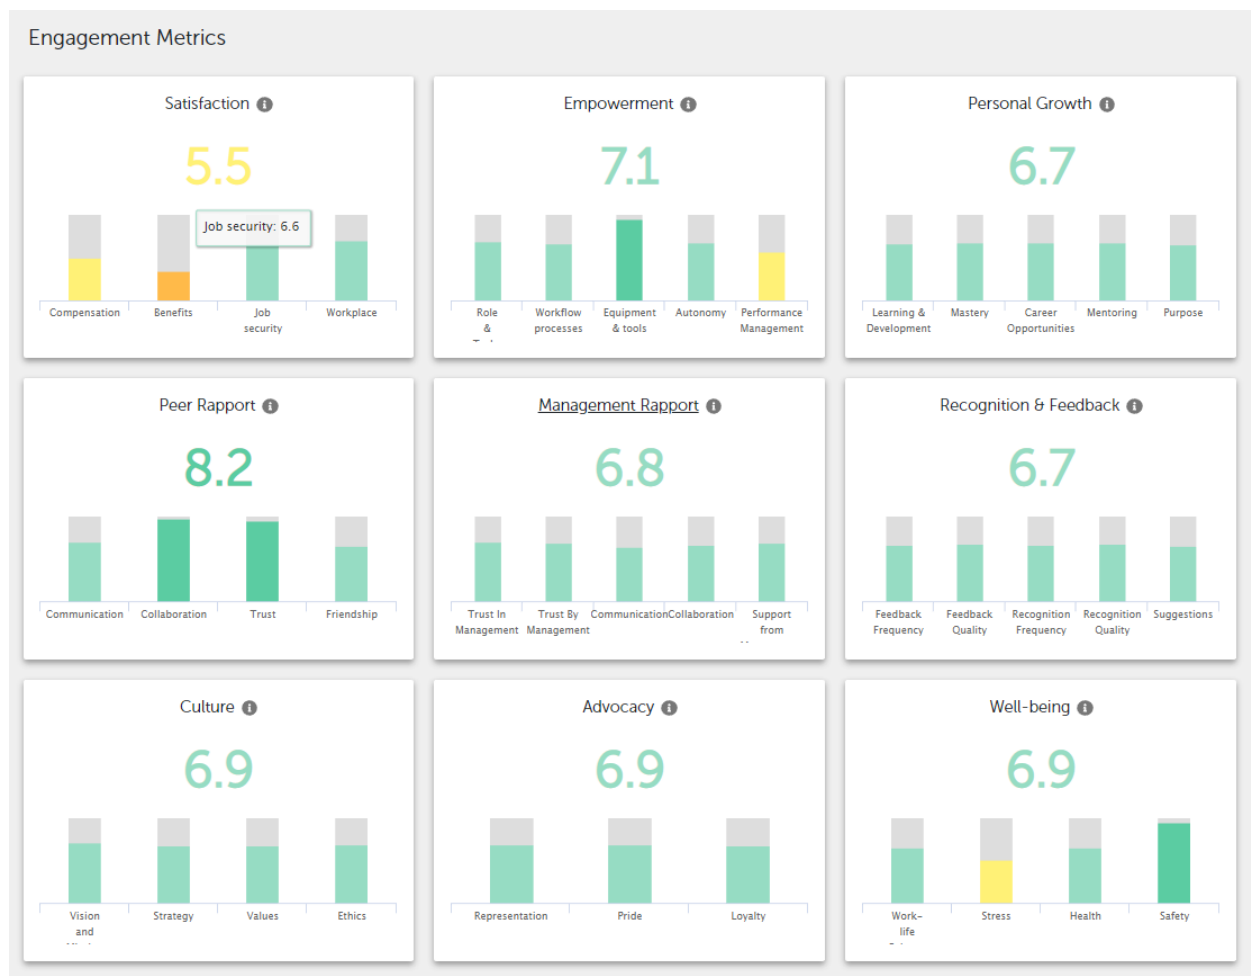 Engagement Metrics
Satisfaction
5.5
Job security: 6.6
Compensation
Benefits
Job
security
Workplace
Empowerment
7.1
Role
&
Workflow
processes
Equipment
& tools
Autonomy
Performance
Management
Personal Growth
6.7
Learning &
Development
Mastery
Career
Opportunities
Mentoring
Purpose
Peer Rapport
8.2
Communication
Collaboration
Trust
Friendship
Management Rapport
6.8
Trust In
Management
Trust By
Management
Communication
Collaboration
Support
from
Recognition & Feedback
6.7
Feedback
Frequency
Feedback
Quality
Recognition
Frequency
Recognition
Quality
Suggestions
Culture
6.9
Vision
and
Strategy
Values
Ethics
Advocacy
6.9
Representation
Pride
Loyalty
Well-being
6.9
Work-
life
Stress
Health
Safety